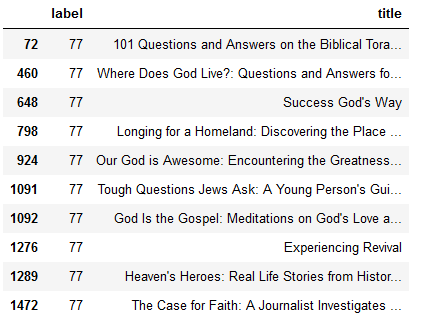 label title
72 77 101 Questions and Answers on the Biblical Tora...
460 77 Where Does God Live?: Questions and Answers fo...
648 77 Success God's Way
798 77 Longing for a Homeland: Discovering the Place ...
924 77 Our God is Awesome: Encountering the Greatness...
1091 77 Tough Questions Jews Ask: A Young Person's Gui...
1092 77 God Is the Gospel: Meditations on God's Love a...
1276 77 Experiencing Revival
1289 77 Heaven's Heroes: Real Life Stories from Histor...
1472 77 The Case for Faith: A Journalist Investigates ...